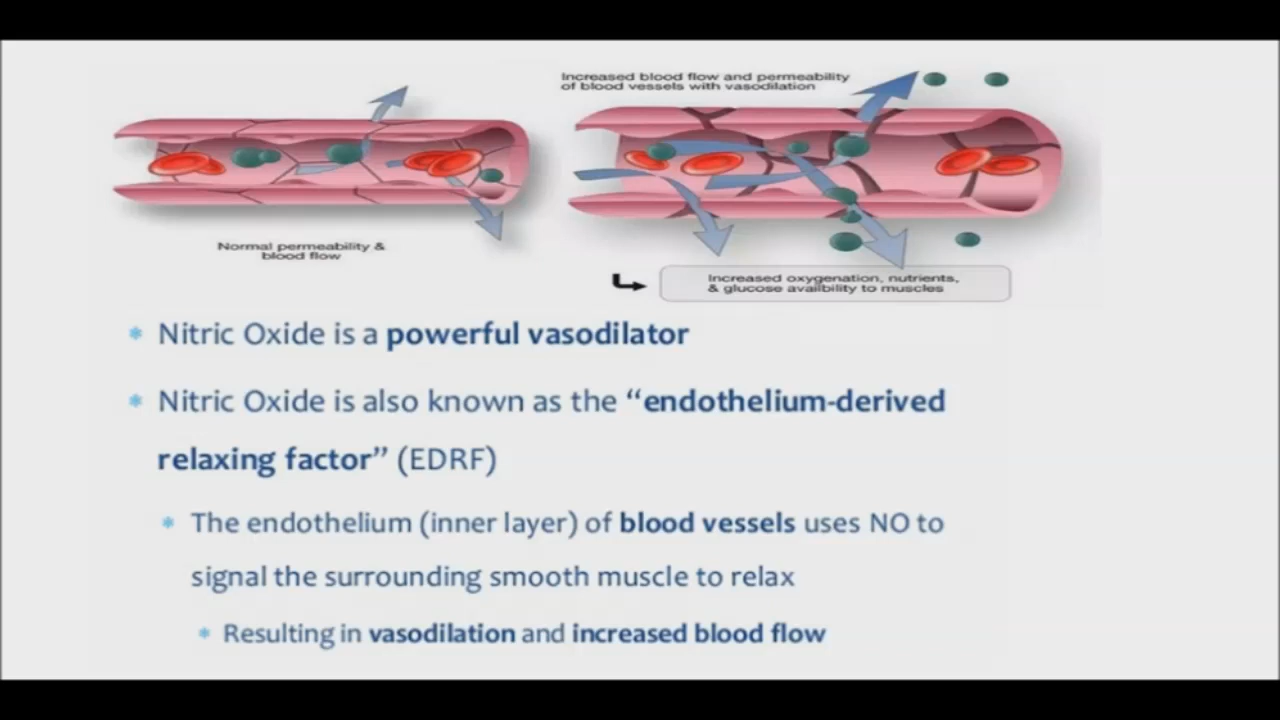 Increased blood flow and permeability
of blood vessels with vasodilation
Normal permeability &
blood flow
Increased oxygenation, nutrients,
& glucose availbility to muscles
* Nitric Oxide is a powerful vasodilator
* Nitric Oxide is also known as the “endothelium-derived
relaxing factor” (EDRF)
* The endothelium (inner layer) of blood vessels uses NO to
signal the surrounding smooth muscle to relax
* Resulting in vasodilation and increased blood flow